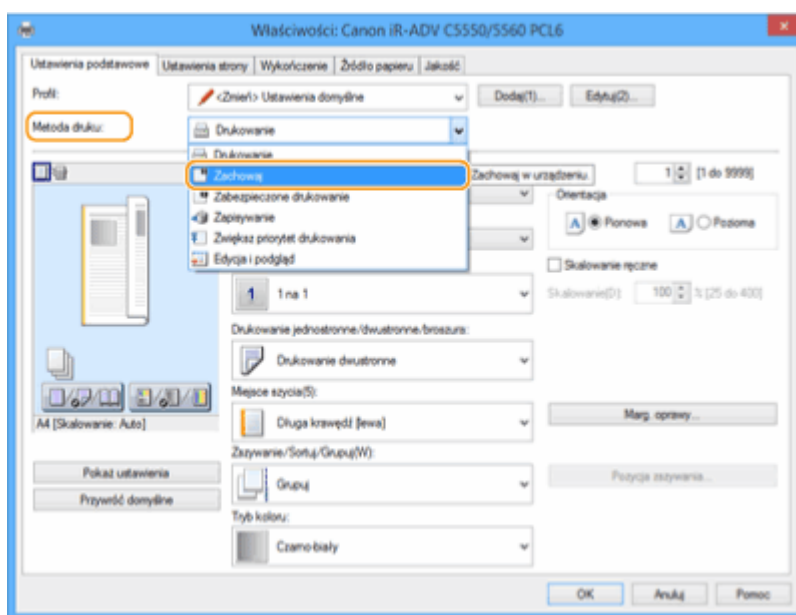 Właściwości: Canon iR-ADV C5550/5560 PCL6
Ustawienia podstawowe Ustawienia strony Wykończenie Źródło papieru Jakość
Profil: <Zmień> Ustawienia domyślne Dodaj(1)... Edytuj(2)...
Metoda druku: Drukowanie
Drukowanie
Zachowaj Zachowaj w urządzeniu. 1 [1 do 9999]
Zabezpieczone drukowanie Orientacja
Zapisywanie A Pionowa A Pozioma
Zwiększ priorytet drukowania
Edycja i podgląd Skalowanie ręczne
1 1 na 1 Skalowanie(D): 100 % [25 do 400]
Drukowanie jednostronne/dwustronne/broszura:
Drukowanie dwustronne
Miejsce szycia(5):
A4 [Skalowanie: Auto] Długa krawędź [lewa] Marg. oprawy...
Zszywanie/Sortuj/Grupuj(W):
Pokaż ustawienia Grupuj Pozycja zszywania...
Przywróć domyślne
Tryb koloru:
Czarno-biały
OK Anuluj Pomoc